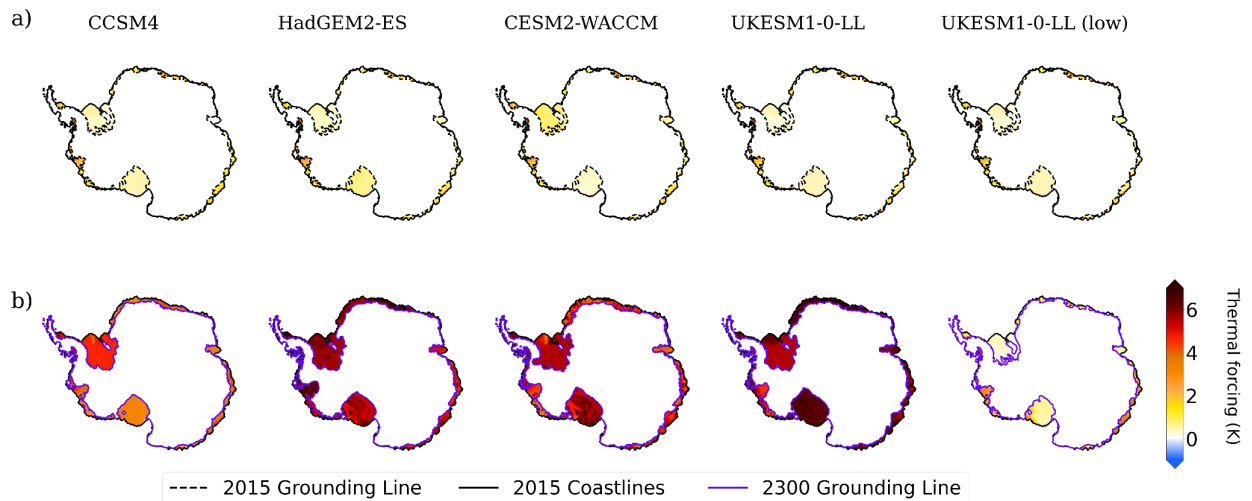 a)
CCSM4 HadGEM2-ES CESM2-WACCM UKESM1-0-LL UKESM1-0-LL (low)
b)
6
4
2
0
Thermal forcing (K)
2015 Grounding Line 2015 Coastlines 2300 Grounding Line